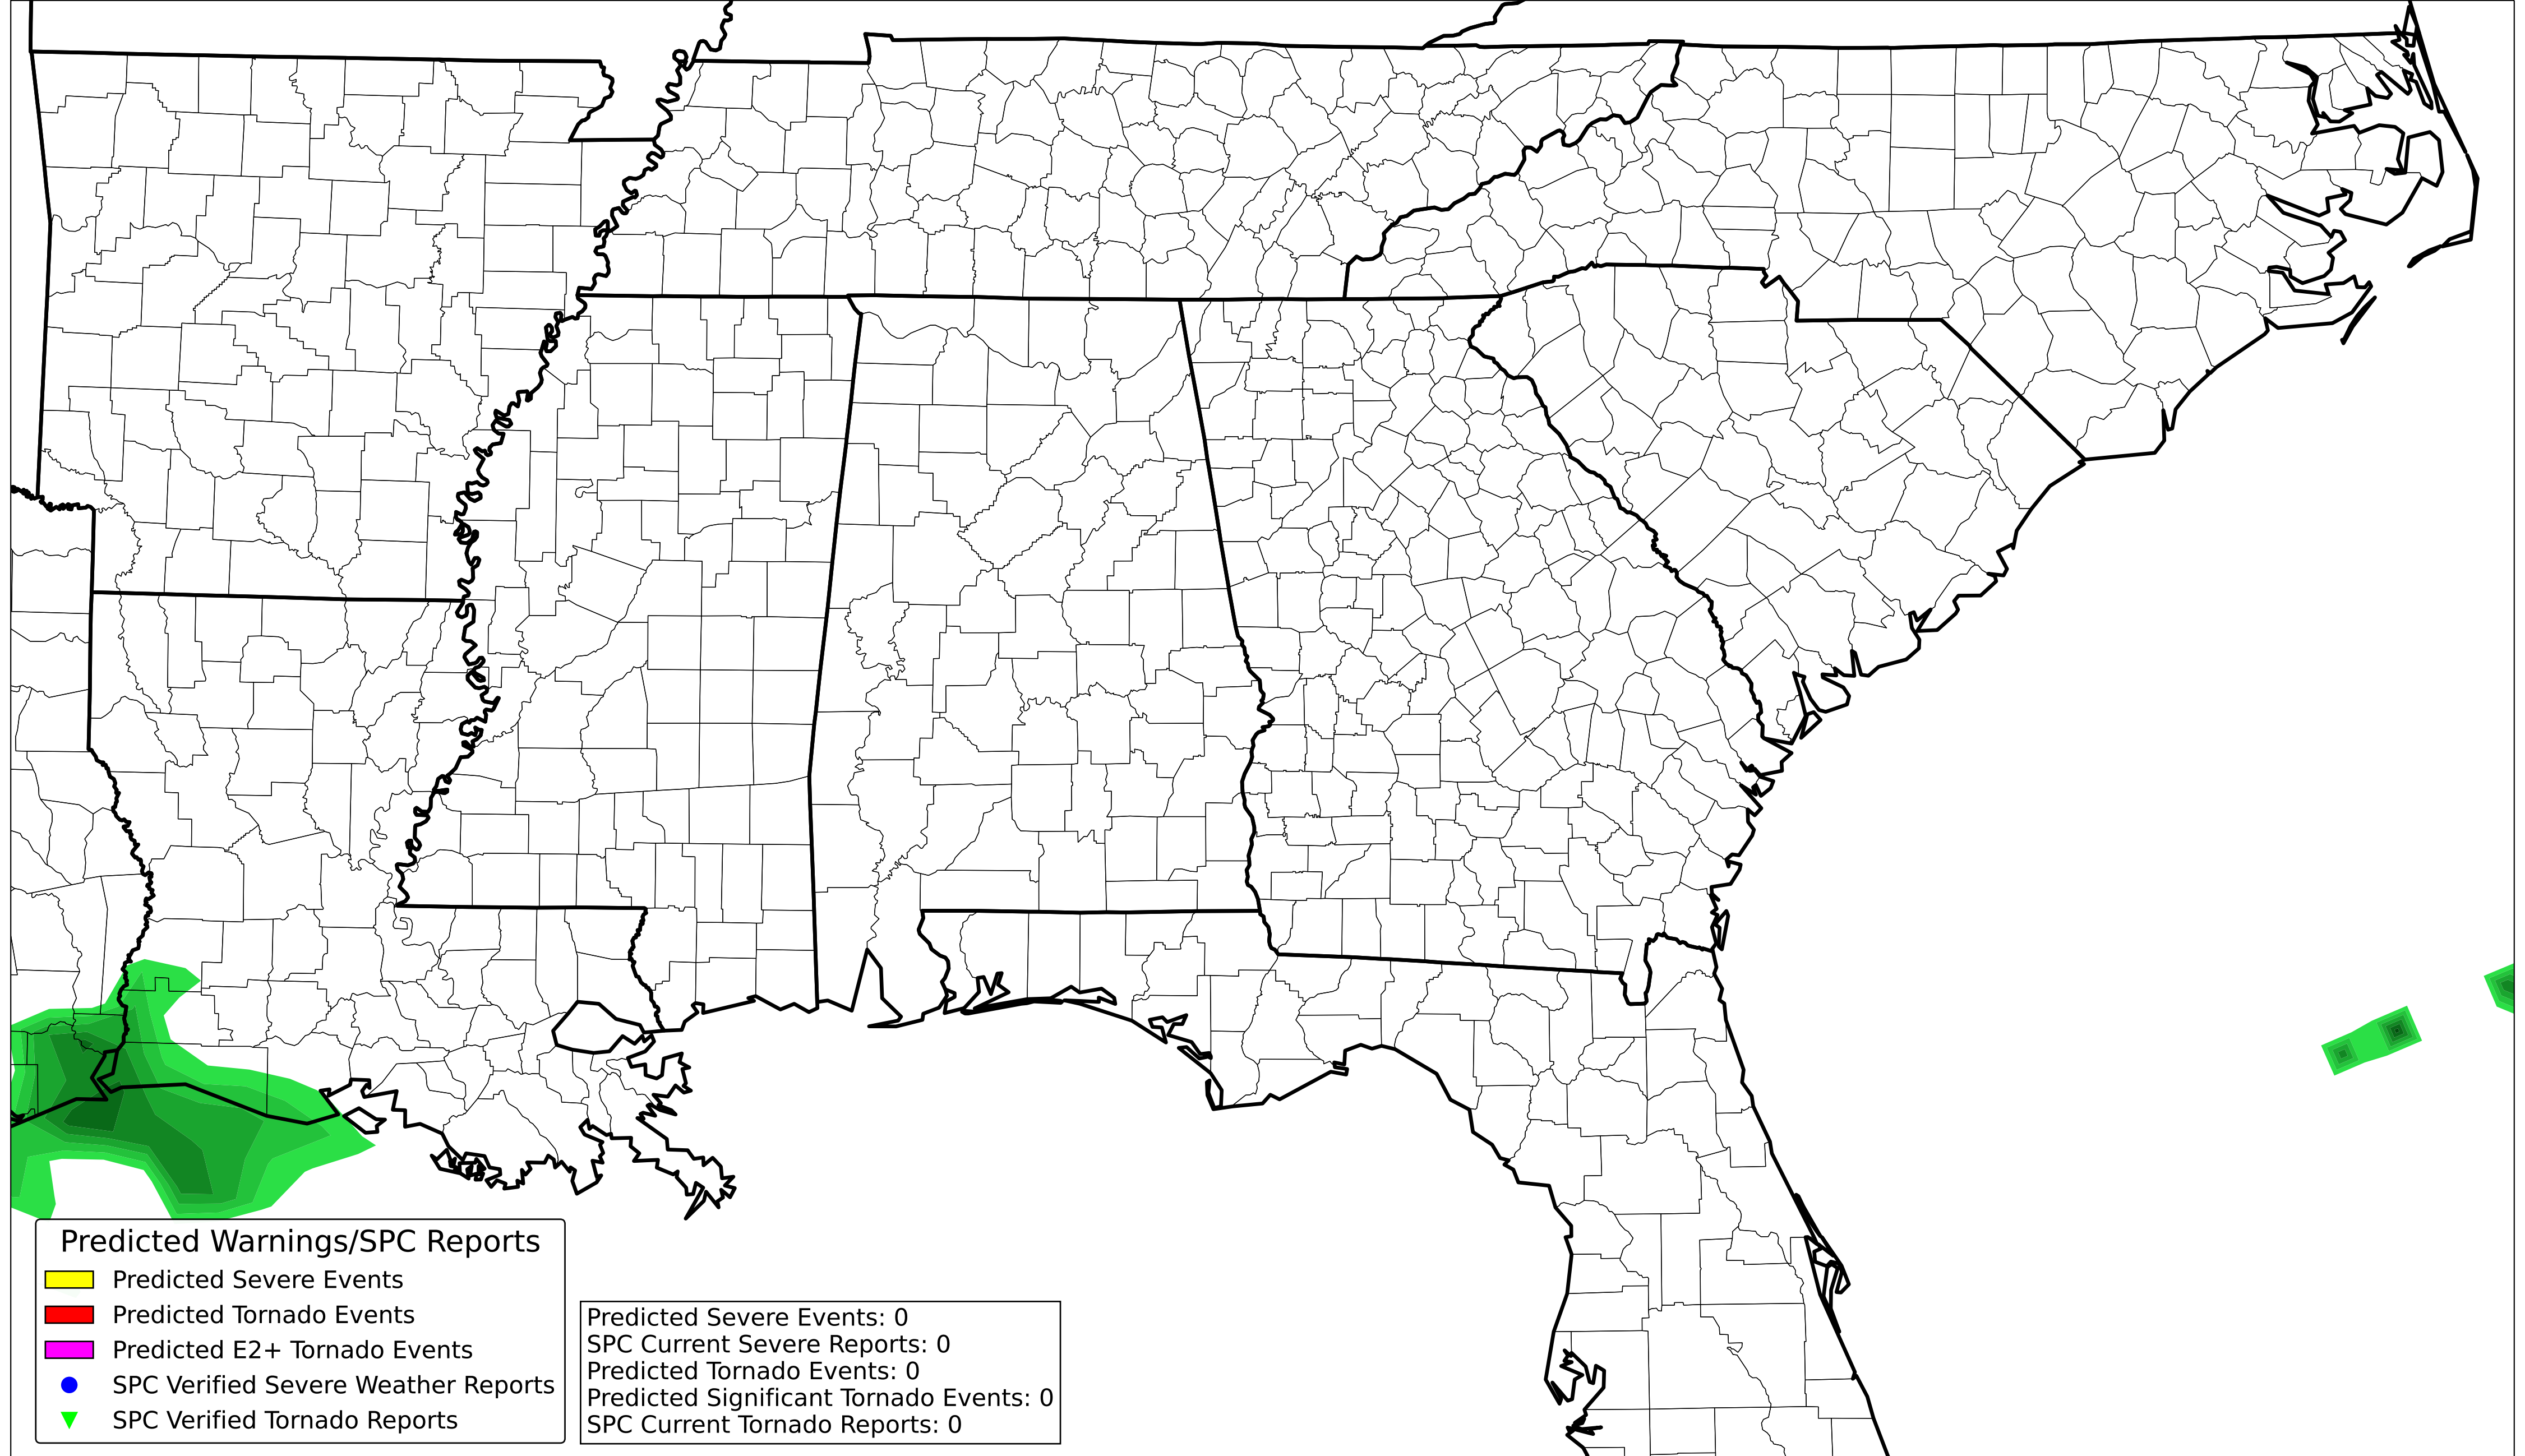 Predicted Warnings/SPC Reports
Predicted Severe Events
Predicted Tornado Events
Predicted E2+ Tornado Events
SPC Verified Severe Weather Reports
SPC Verified Tornado Reports
Predicted Severe Events: 0
SPC Current Severe Reports: 0
Predicted Tornado Events: 0
Predicted Significant Tornado Events: 0
SPC Current Tornado Reports: 0